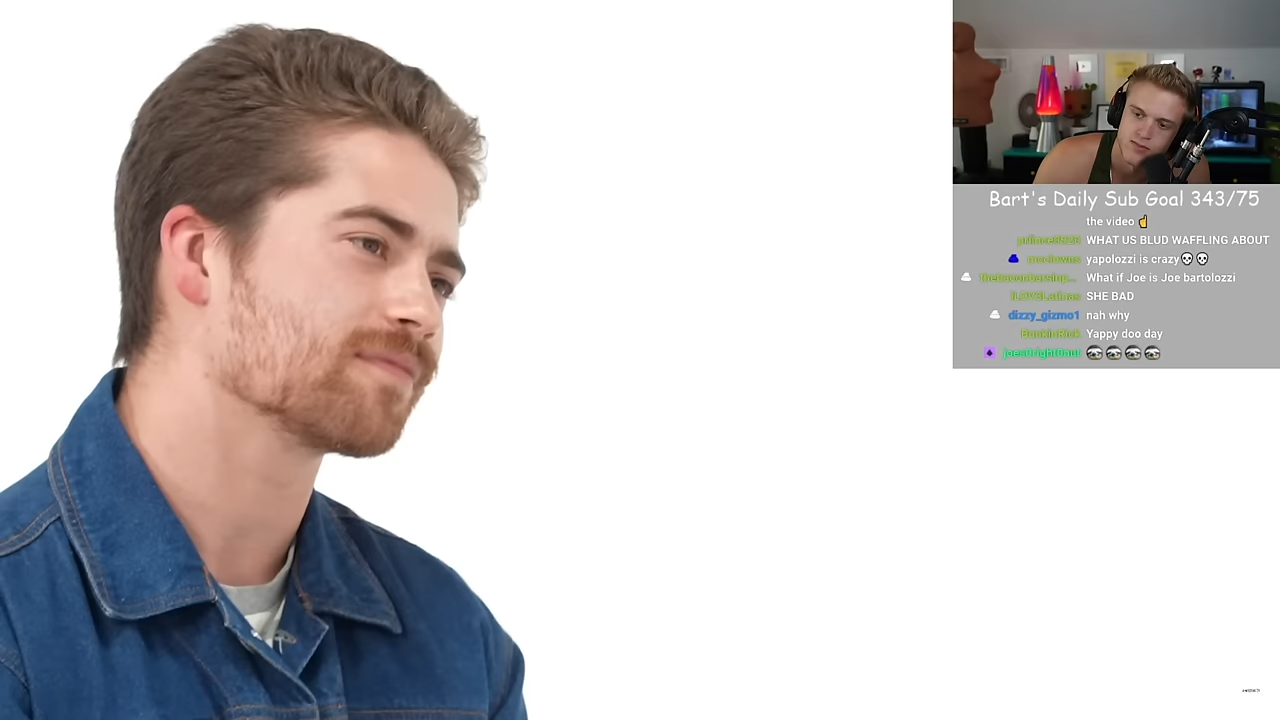 Bart's Daily Sub Goal 343/75
the video ☝
WHAT US BLUD WAFFLING ABOUT
yapolozzi is crazy💀💀
What if Joe is Joe bartolozzi
SHE BAD
dizzy_gizmo1 nah why
Yappy doo day